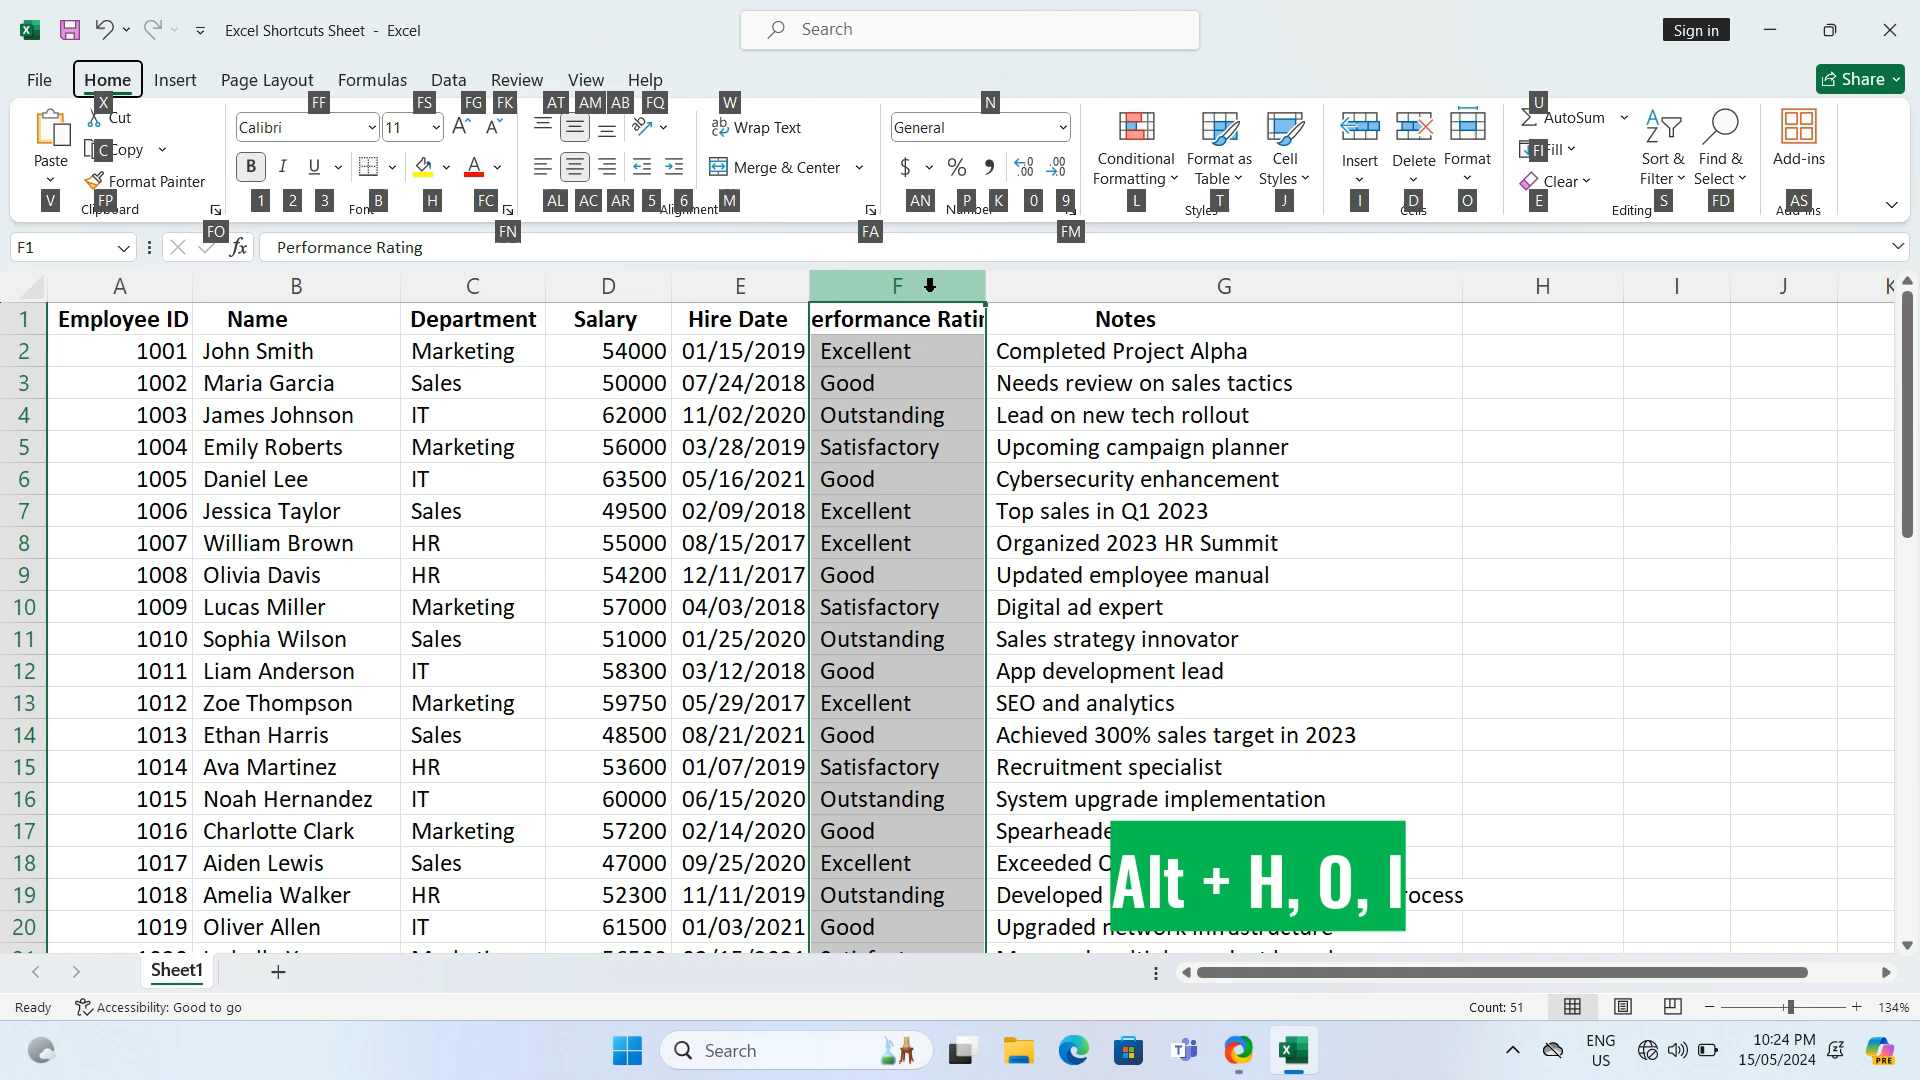 Excel Shortcuts Sheet - Excel
Search
Sign in
File Home Insert Page Layout Formulas Data Review View Help
Share
X FF FS FG FK AT AM AB FQ W N U
Paste
Cut
Copy
Format Painter
C
V
FP
Clipboard
FO
Calibri
11
B I U
A A
1 2 3 B H FC
Font
FN
Wrap Text
Merge & Center
AL AC AR 5 6 M
Alignment
FA
General
$ % 9
AN P K 0 9
Number
FM
Conditional Formatting
Format as Table
Cell Styles
L T J
Styles
Insert Delete Format
I D O
Cells
AutoSum
Fill
FI
Clear
E
Sort & Filter
Find & Select
S FD
Editing
Add-ins
AS
Add-ins
F1
fx
Performance Rating
A B C D E F G H I J K
1 Employee ID Name Department Salary Hire Date erformance Ratin Notes
2 1001 John Smith Marketing 54000 01/15/2019 Excellent Completed Project Alpha
3 1002 Maria Garcia Sales 50000 07/24/2018 Good Needs review on sales tactics
4 1003 James Johnson IT 62000 11/02/2020 Outstanding Lead on new tech rollout
5 1004 Emily Roberts Marketing 56000 03/28/2019 Satisfactory Upcoming campaign planner
6 1005 Daniel Lee IT 63500 05/16/2021 Good Cybersecurity enhancement
7 1006 Jessica Taylor Sales 49500 02/09/2018 Excellent Top sales in Q1 2023
8 1007 William Brown HR 55000 08/15/2017 Excellent Organized 2023 HR Summit
9 1008 Olivia Davis HR 54200 12/11/2017 Good Updated employee manual
10 1009 Lucas Miller Marketing 57000 04/03/2018 Satisfactory Digital ad expert
11 1010 Sophia Wilson Sales 51000 01/25/2020 Outstanding Sales strategy innovator
12 1011 Liam Anderson IT 58300 03/12/2018 Good App development lead
13 1012 Zoe Thompson Marketing 59750 05/29/2017 Excellent SEO and analytics
14 1013 Ethan Harris Sales 48500 08/21/2021 Good Achieved 300% sales target in 2023
15 1014 Ava Martinez HR 53600 01/07/2019 Satisfactory Recruitment specialist
16 1015 Noah Hernandez IT 60000 06/15/2020 Outstanding System upgrade implementation
17 1016 Charlotte Clark Marketing 57200 02/14/2020 Good Spearheade
18 1017 Aiden Lewis Sales 47000 09/25/2020 Excellent Exceeded
19 1018 Amelia Walker HR 52300 11/11/2019 Outstanding Developed ocess
20 1019 Oliver Allen IT 61500 01/03/2021 Good Upgraded
Alt + H, O, I
Sheet1
Ready
Accessibility: Good to go
Count: 51
134%
Search
ENG
US
10:24 PM
15/05/2024
PRE